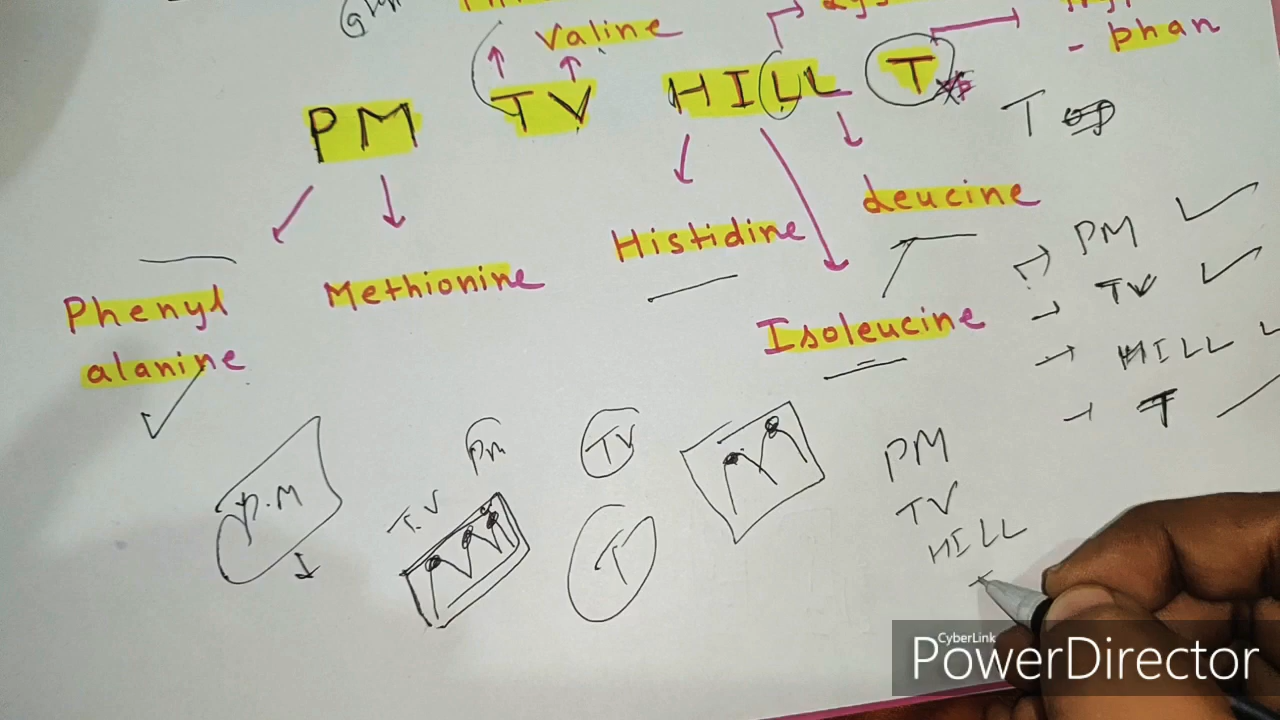 Valine
- phan
PM TV HILL T
T
Leucine
Histidine
Methionine
Isoleucine
Phenyl
alanine
PM
TV
HILL
T
P.M
T.V
PM
TV
T
PM
TV
HILL
CyberLink
PowerDirector